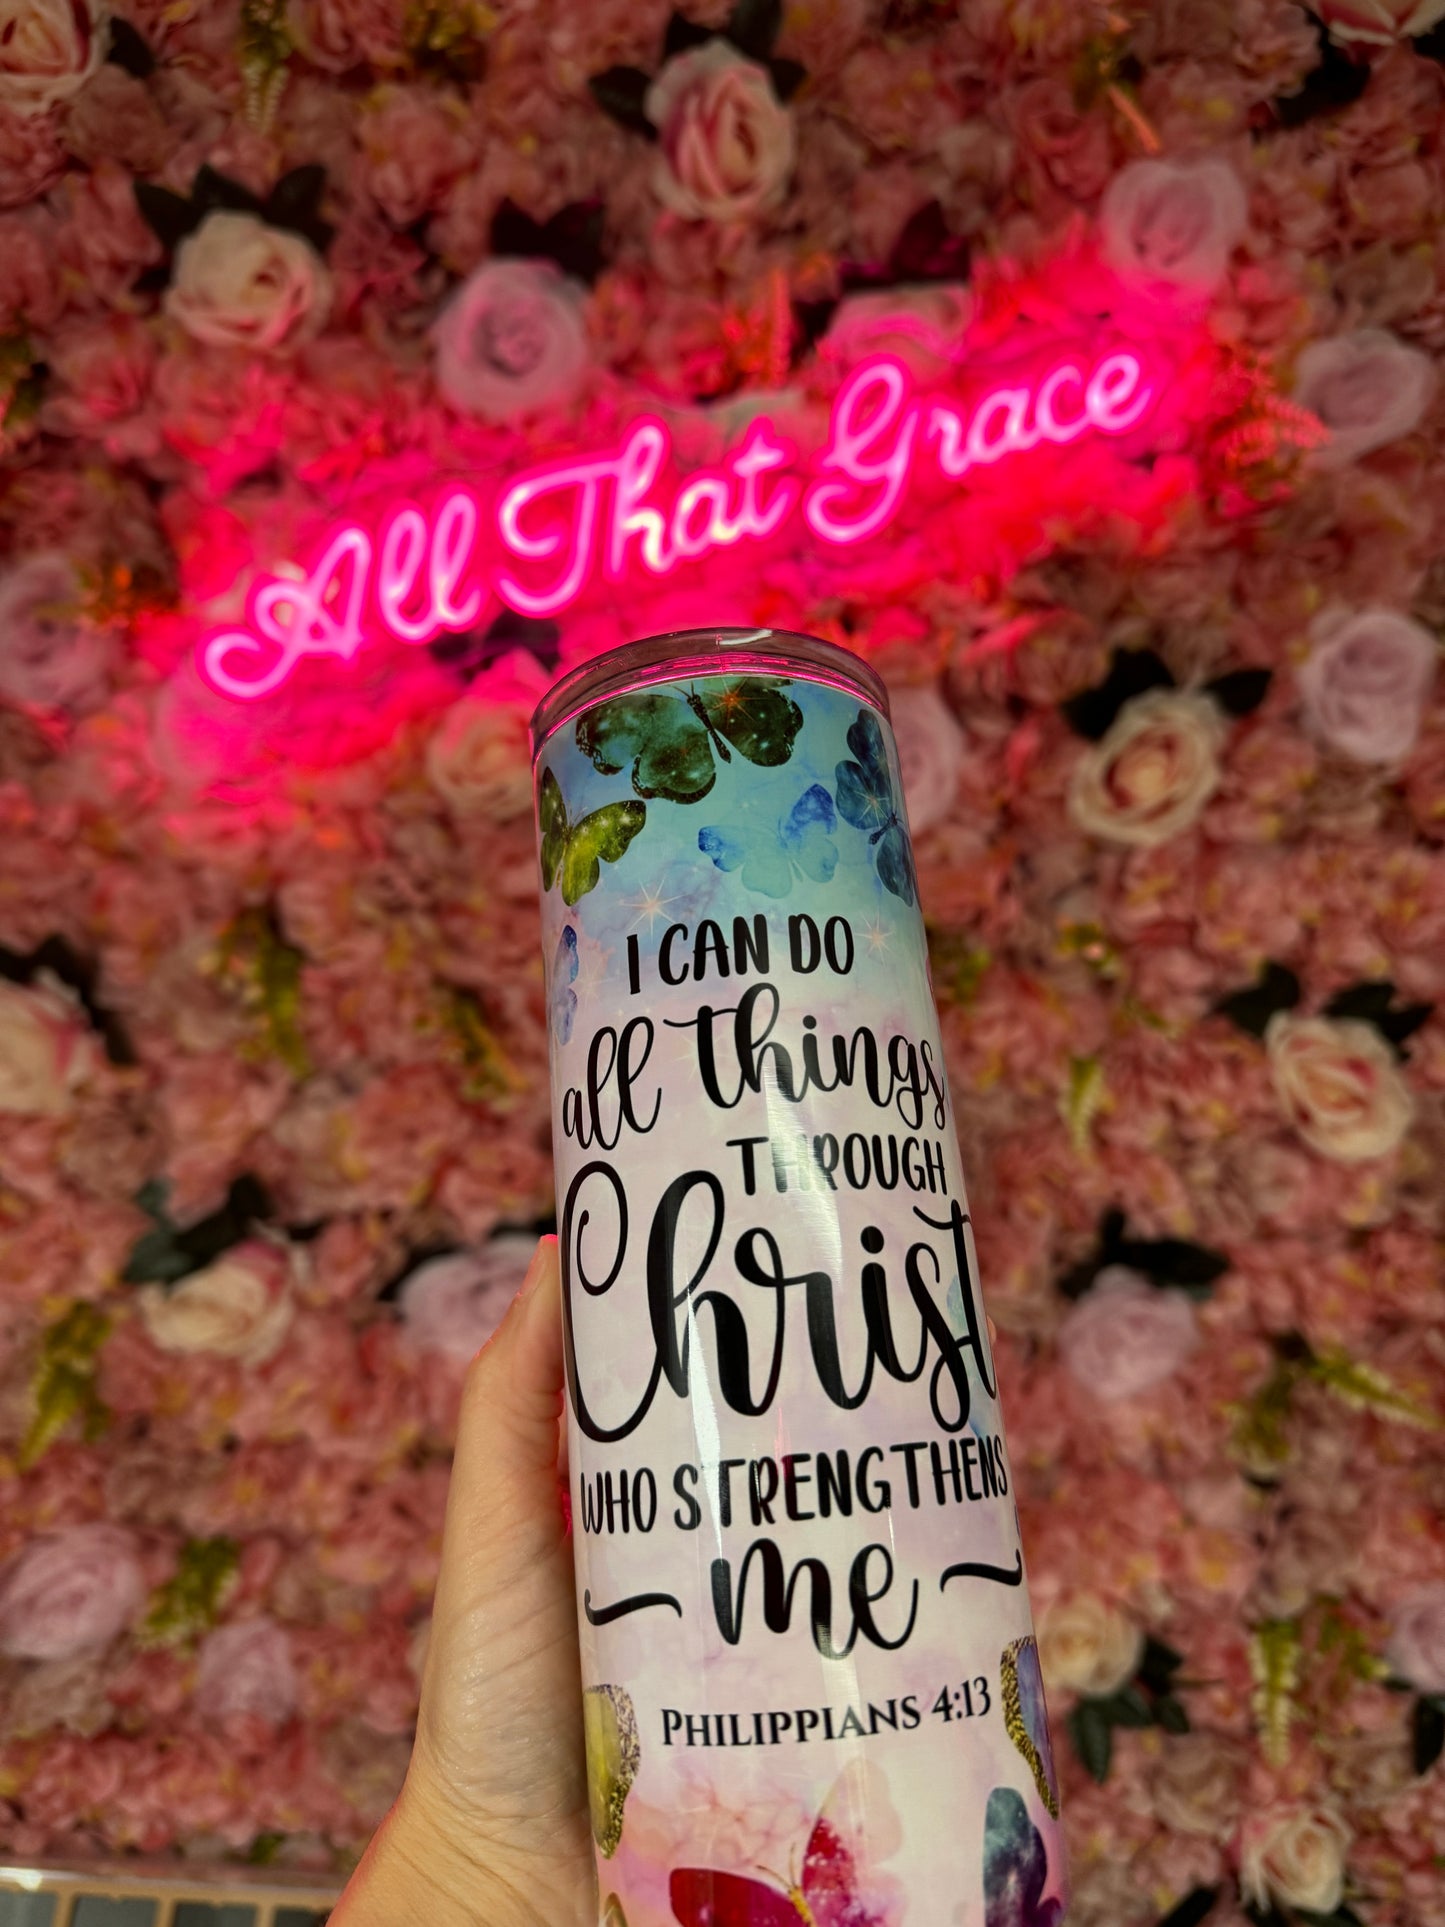 All That Grace
I CAN DO
all things
THROUGH
Christ
WHO STRENGTHENS
me
PHILIPPIANS 4:13